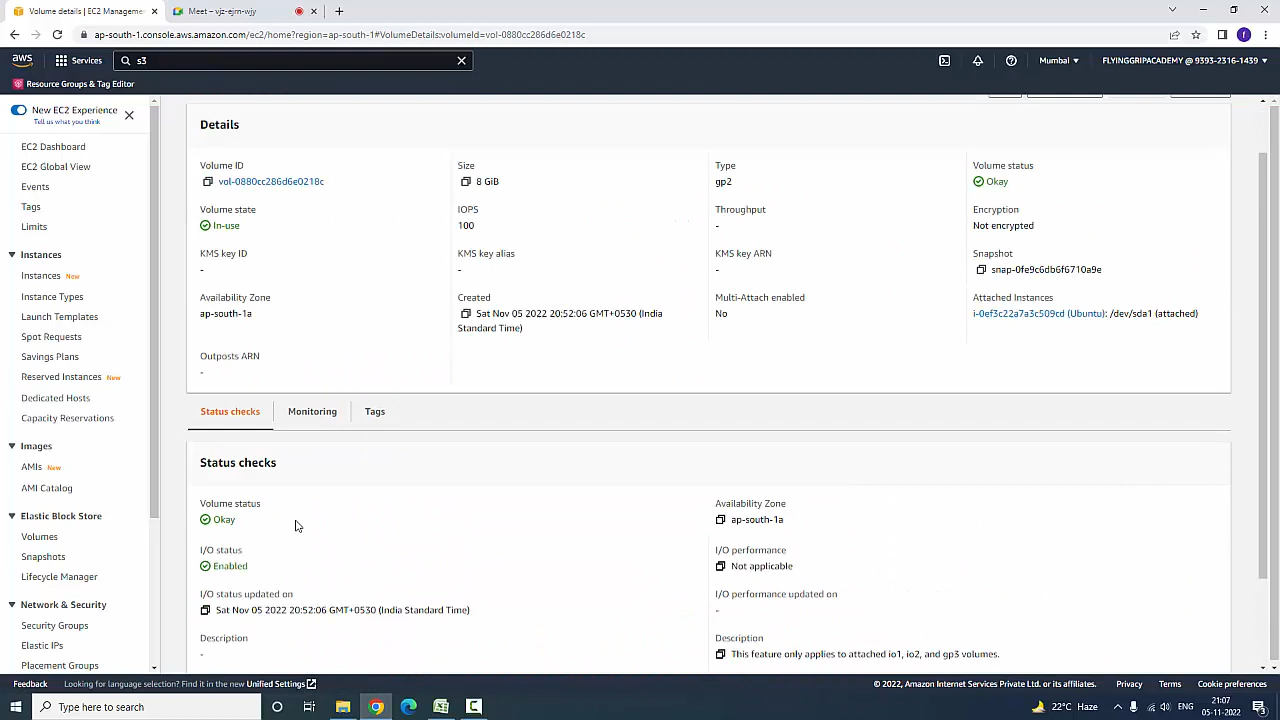 Volume details | EC2 Manageme
Meet – vjz-ejrn-wjy
ap-south-1.console.aws.amazon.com/ec2/home?region=ap-south-1#VolumeDetails:volumeId=vol-0880cc286d6e0218c
f
aws
Services
s3
Mumbai
FLYINGGRIPACADEMY @ 9393-2316-1439
Resource Groups & Tag Editor
New EC2 Experience
Tell us what you think
EC2 Dashboard
EC2 Global View
Events
Tags
Limits
Instances
Instances New
Instance Types
Launch Templates
Spot Requests
Savings Plans
Reserved Instances New
Dedicated Hosts
Capacity Reservations
Images
AMIs New
AMI Catalog
Elastic Block Store
Volumes
Snapshots
Lifecycle Manager
Network & Security
Security Groups
Elastic IPs
Placement Groups
Details
Volume ID
vol-0880cc286d6e0218c
Size
8 GiB
Type
gp2
Volume status
Okay
Volume state
In-use
IOPS
100
Throughput
-
Encryption
Not encrypted
KMS key ID
-
KMS key alias
-
KMS key ARN
-
Snapshot
snap-0fe9c6db6f6710a9e
Availability Zone
ap-south-1a
Created
Sat Nov 05 2022 20:52:06 GMT+0530 (India
Standard Time)
Multi-Attach enabled
No
Attached Instances
i-0ef3c22a7a3c509cd (Ubuntu): /dev/sda1 (attached)
Outposts ARN
-
Status checks
Monitoring
Tags
Status checks
Volume status
Okay
Availability Zone
ap-south-1a
I/O status
Enabled
I/O performance
Not applicable
I/O status updated on
Sat Nov 05 2022 20:52:06 GMT+0530 (India Standard Time)
I/O performance updated on
-
Description
-
Description
This feature only applies to attached io1, io2, and gp3 volumes.
Feedback
Looking for language selection? Find it in the new Unified Settings
© 2022, Amazon Internet Services Private Ltd. or its affiliates.
Privacy
Terms
Cookie preferences
Type here to search
22°C Haze
ENG
21:07
05-11-2022
3